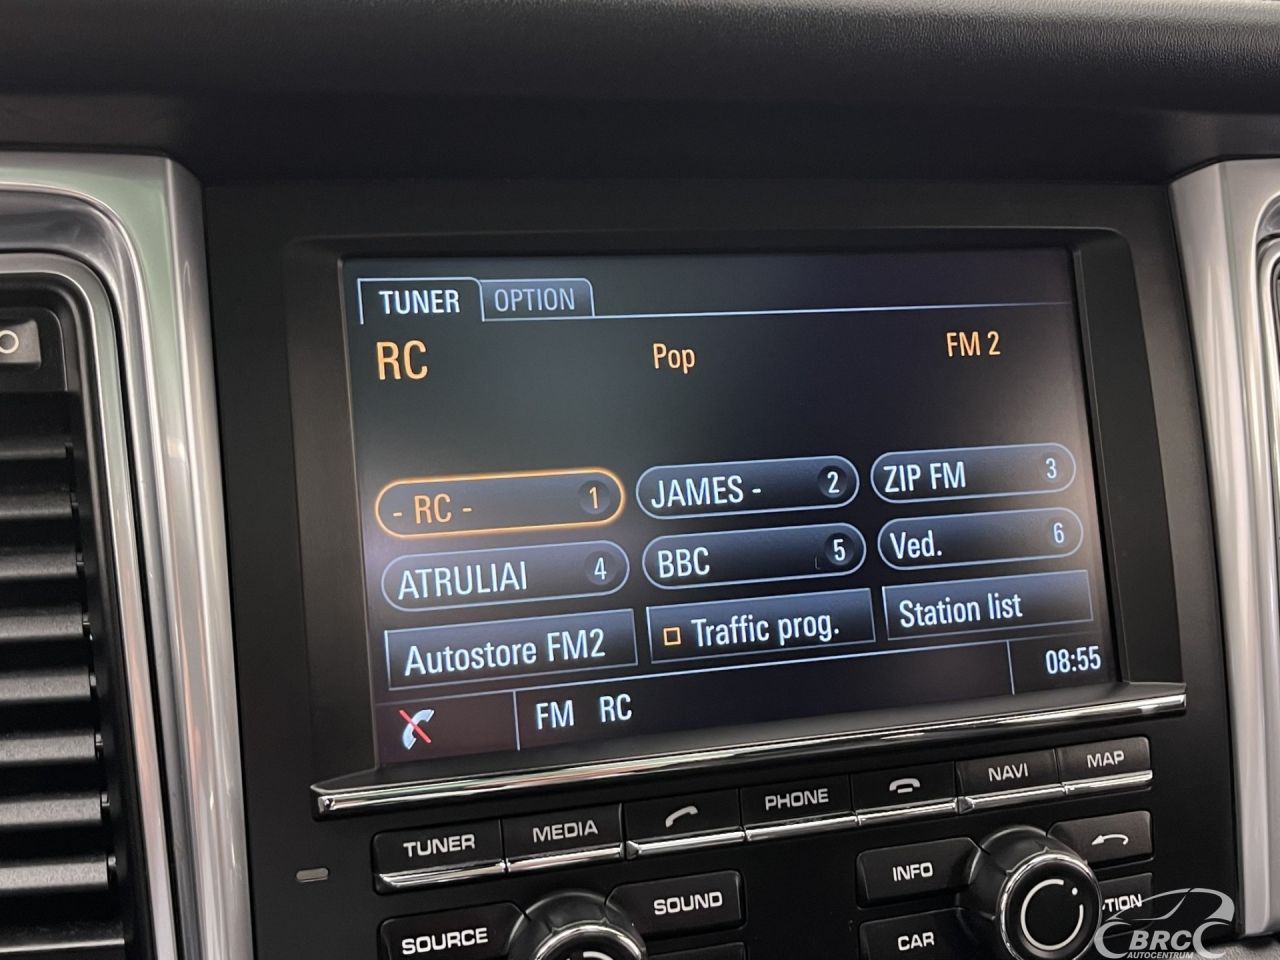 TUNER OPTION
RC Pop FM 2
- RC - 1 JAMES - 2 ZIP FM 3
ATRULIAI 4 BBC 5 Ved. 6
Autostore FM2 Traffic prog. Station list
FM RC 08:55
TUNER MEDIA PHONE NAVI MAP
SOUND INFO
SOURCE CAR TION
BRC
AUTOCENTRUM